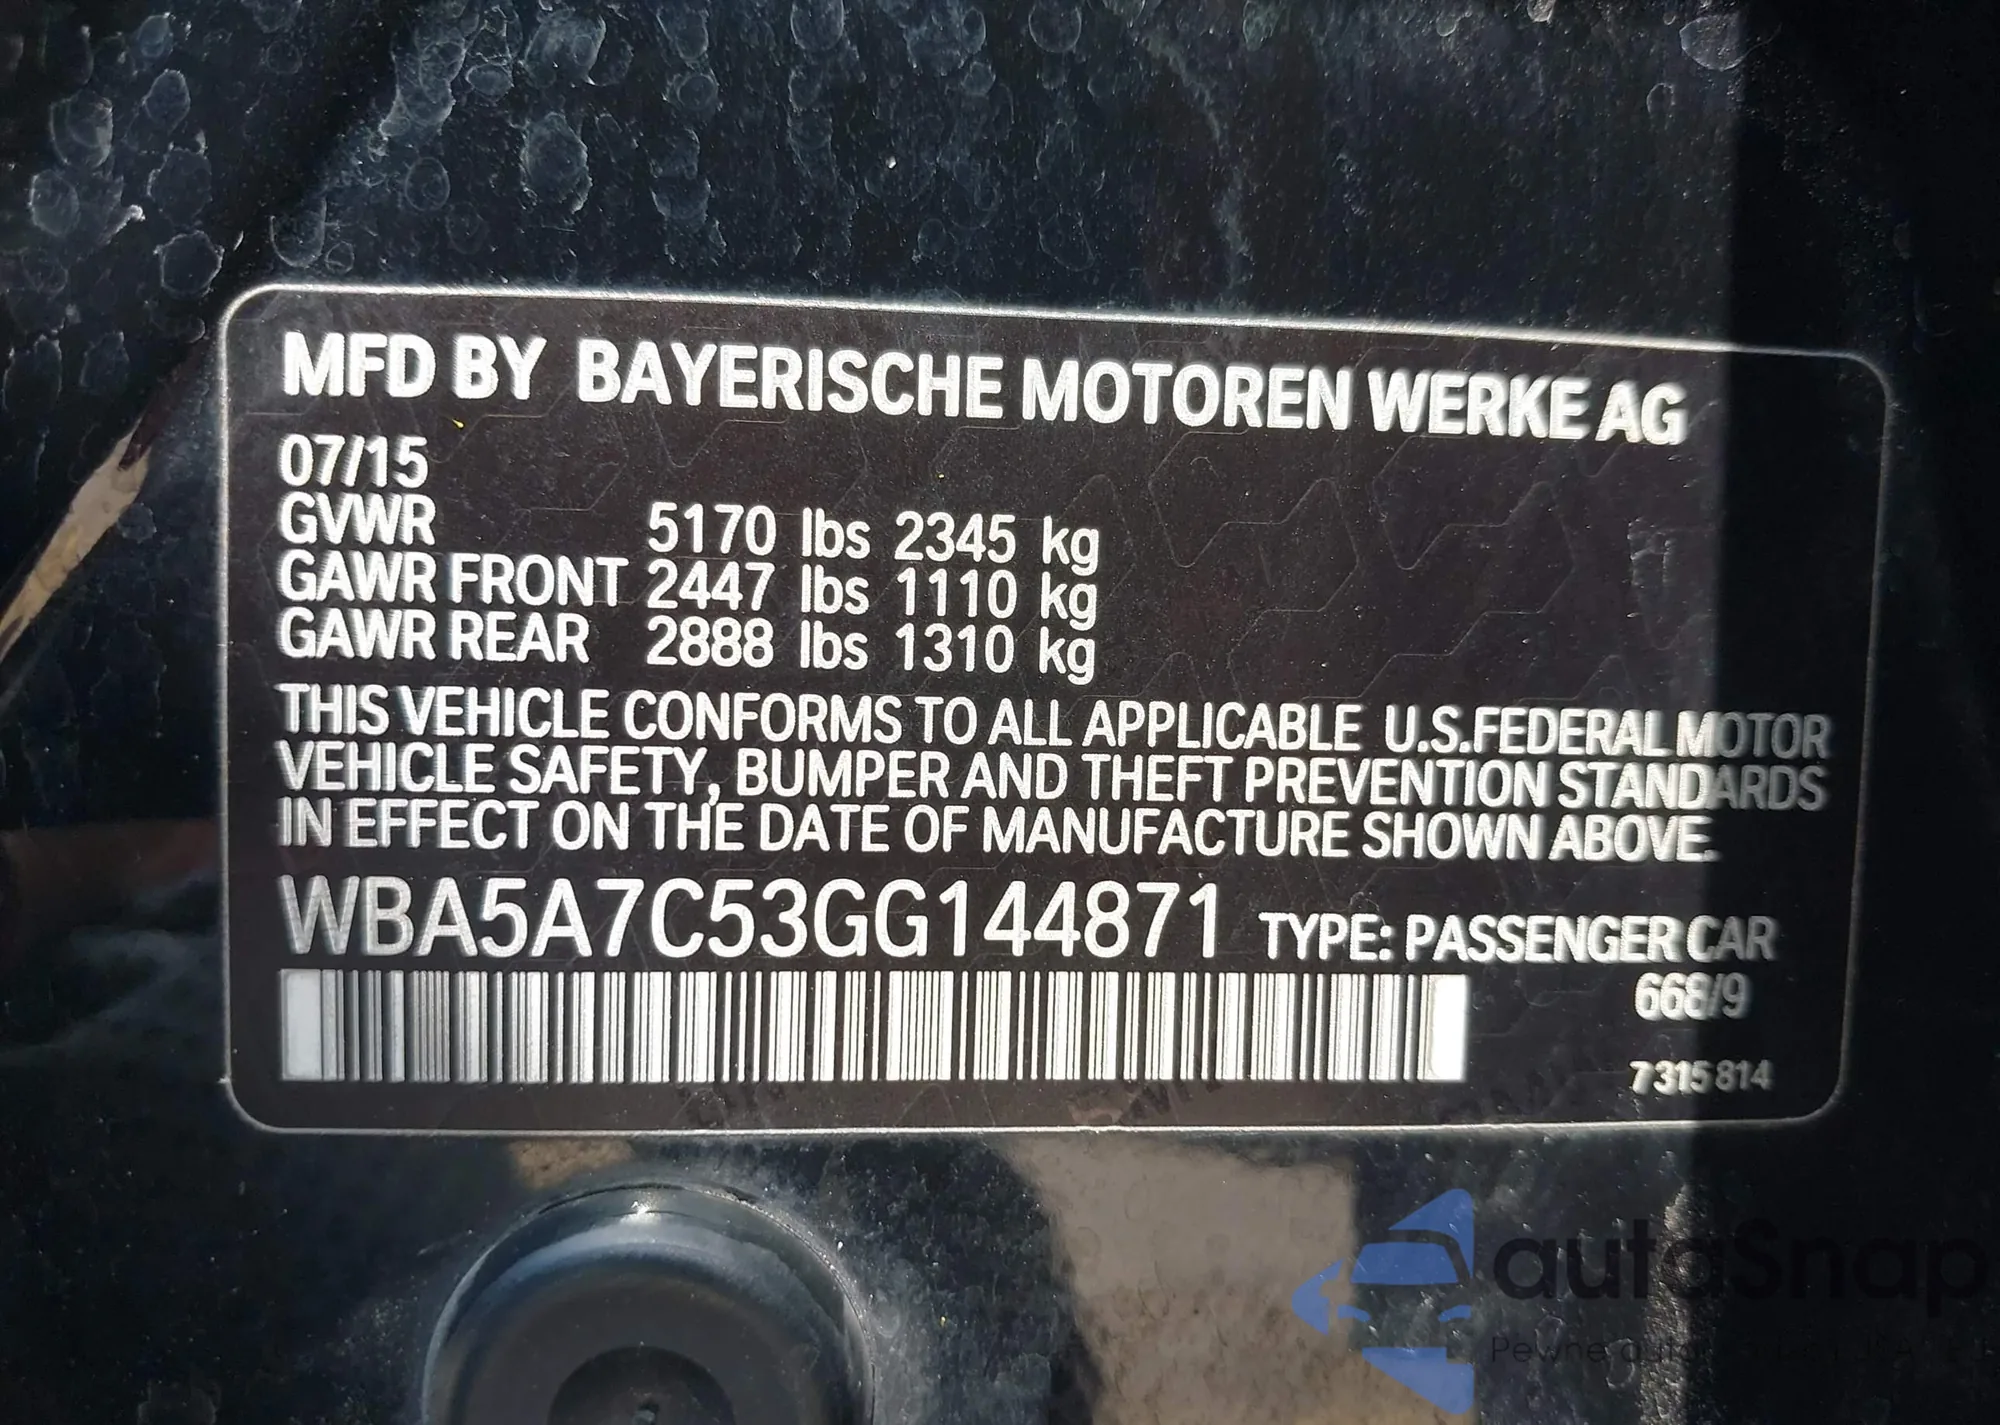 MFD BY BAYERISCHE MOTOREN WERKE AG
07/15
GVWR 5170 lbs 2345 kg
GAWR FRONT 2447 lbs 1110 kg
GAWR REAR 2888 lbs 1310 kg
THIS VEHICLE CONFORMS TO ALL APPLICABLE U.S.FEDERAL MOTOR
VEHICLE SAFETY, BUMPER AND THEFT PREVENTION STANDARDS
IN EFFECT ON THE DATE OF MANUFACTURE SHOWN ABOVE.
WBA5A7C53GG144871 TYPE: PASSENGER CAR
668/9
7315814
autoSnap
Pewne auto